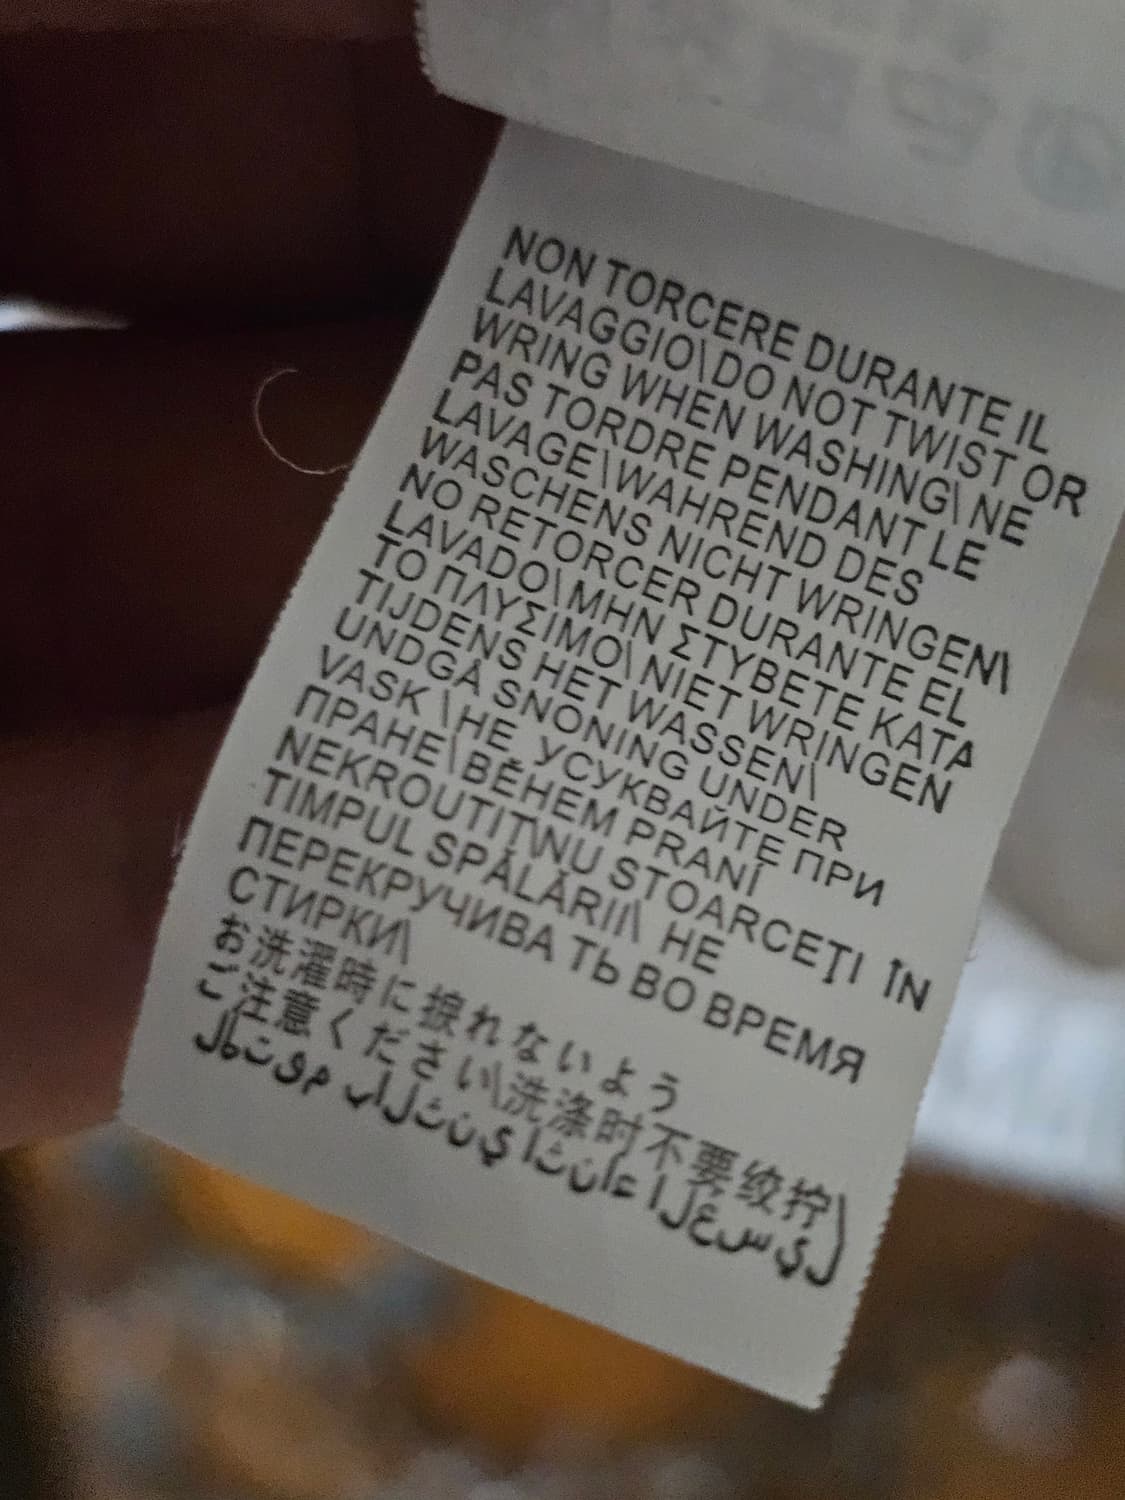 NON TORCERE DURANTE IL
LAVAGGIO\DO NOT TWIST OR
WRING WHEN WASHING\ NE
PAS TORDRE PENDANT LE
LAVAGE\WAHREND DES
WASCHENS NICHT WRINGEN\
NO RETORCER DURANTE EL
LAVADO\ΜΗΝ ΣΤΥΒΕΤΕ ΚΑΤΑ
ΤΟ ΠΛΥΣΙΜΟ\ NIET WRINGEN
TIJDENS HET WASSEN\
UNDGÅ SNONING UNDER
VASK \НЕ УСУКВАЙТЕ ПРИ
ПРАНЕ\BĚHEM PRANÍ
NEKROUTIT\NU STOARCEŢI ÎN
TIMPUL SPĂLĂRII\ НЕ
ПЕРЕКРУЧИВА ТЬ ВО ВРЕМЯ
СТИРКИ\
お洗濯時に捩れないよう
ご注意ください\洗涤时不要绞拧\